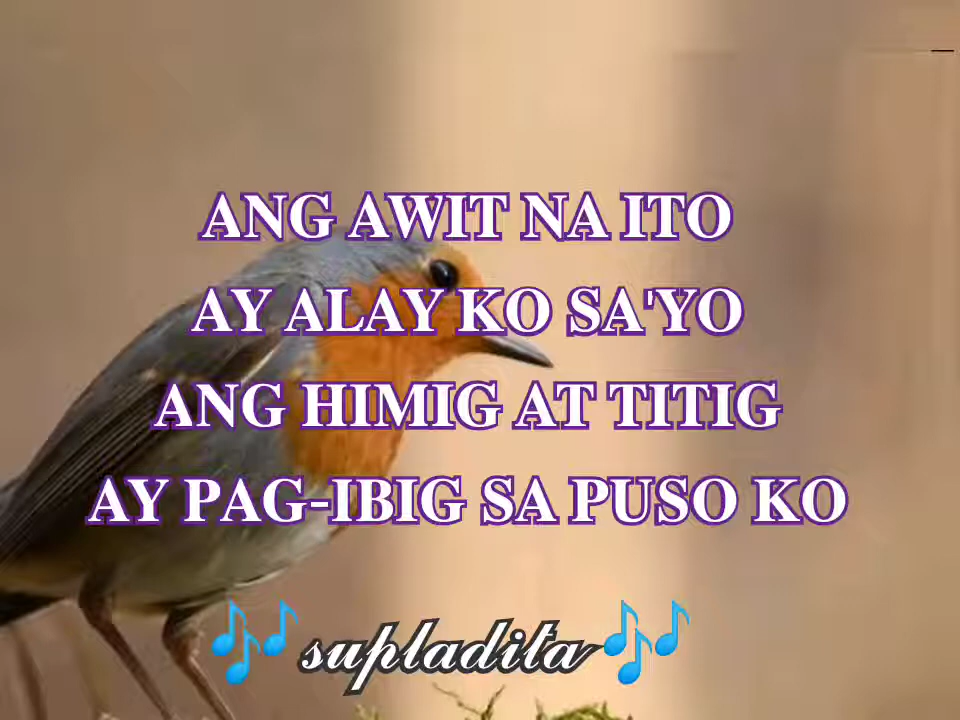 ANG AWIT NA ITO
AY ALAY KO SA'YO
ANG HIMIG AT TITIG
AY PAG-IBIG SA PUSO KO
🎶supladita🎶